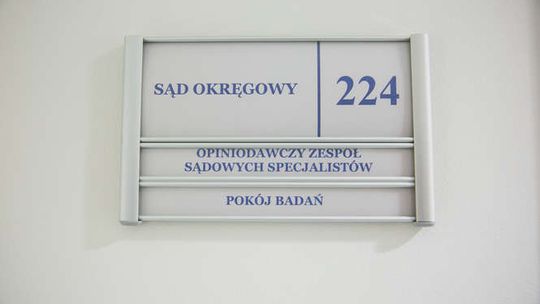 SĄD OKRĘGOWY
224
OPINIODAWCZY ZESPÓŁ
SĄDOWYCH SPECJALISTÓW
POKÓJ BADAŃ